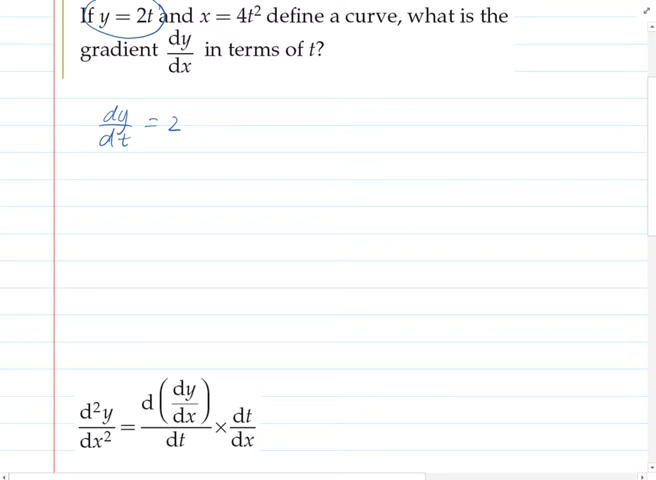 If y = 2t and x = 4t² define a curve, what is the
gradient dy/dx in terms of t?
dy/dt = 2
d²y/dx² = d(dy/dx)/dt × dt/dx